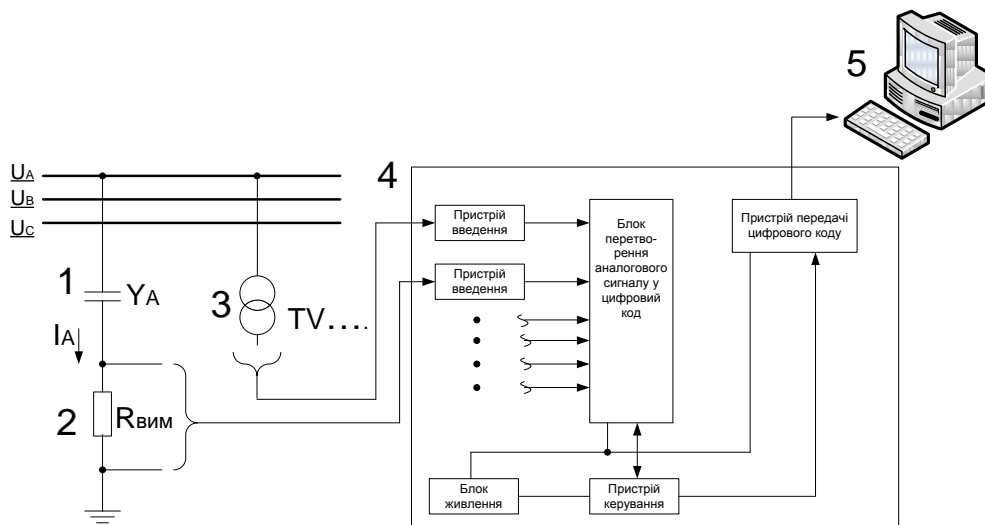 5
U_A
U_B
U_C
4
Пристрій
введення
Блок
перетво-
рення
аналогового
сигналу у
цифровий
код
Пристрій передачі
цифрового коду
Пристрій
введення
1
Y_A
3
TV....
I_A
2
Rвим
Блок
живлення
Пристрій
керування